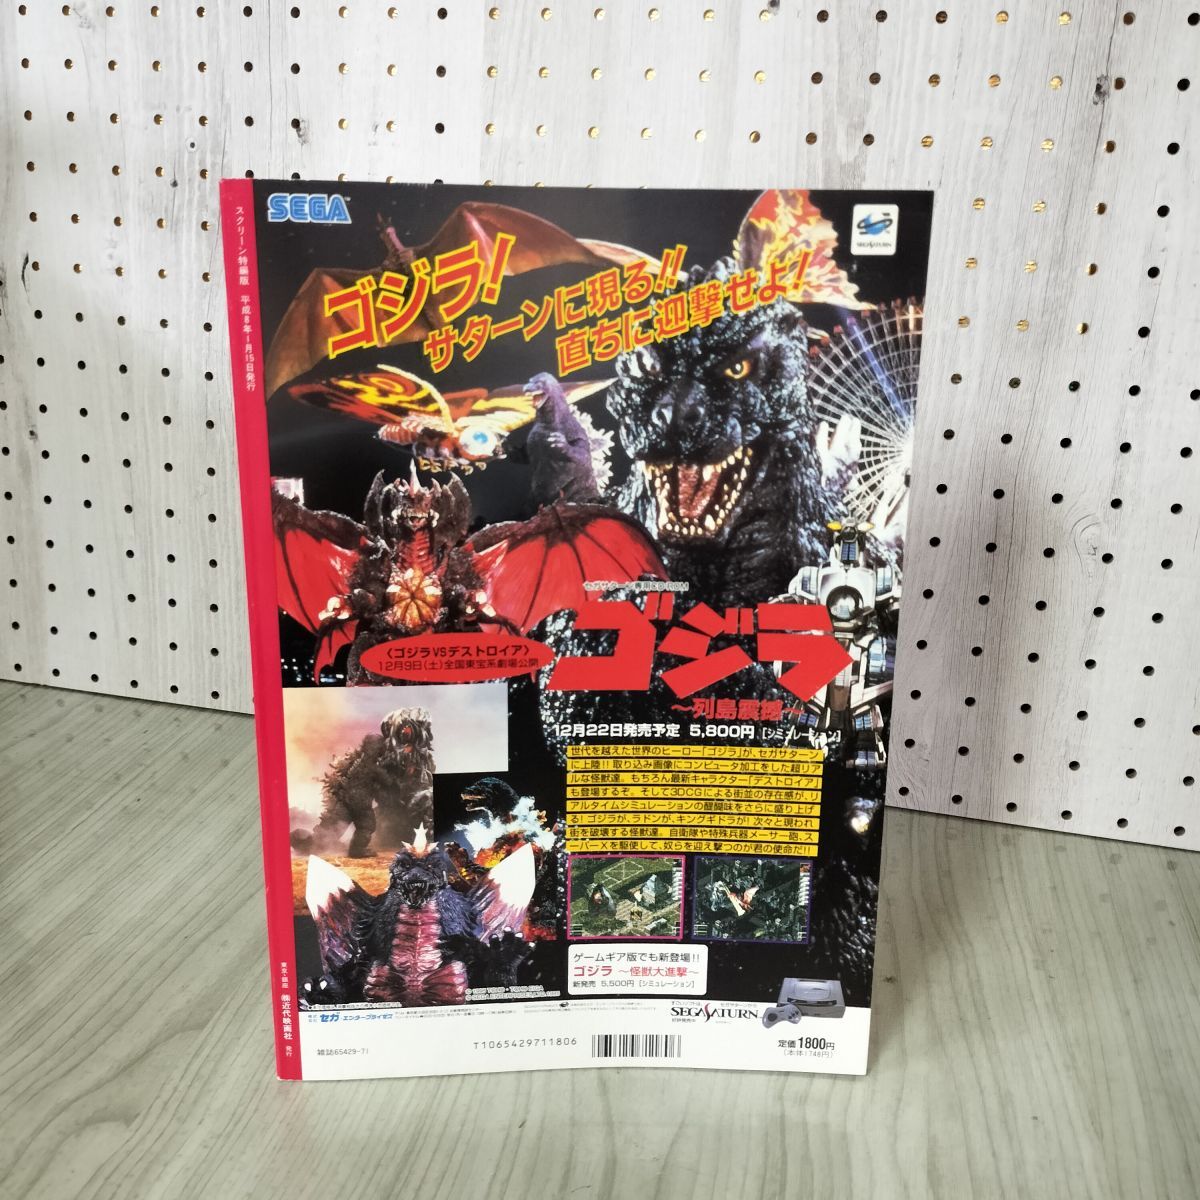 SEGA
SEGA SATURN
ゴジラ!
サターンに現る!!
直ちに迎撃せよ!
スクリーン特編版 平成8年1月15日発行
セガサターン専用CD-ROM
ゴジラ
〜列島震撼〜
〈ゴジラVSデストロイア〉
12月9日(土)全国東宝系劇場公開
12月22日発売予定 5,800円 [シミュレーション]
世代を越えた世界のヒーロー「ゴジラ」が、セガサターン
に上陸!! 取り込み画像にコンピュータ加工をした超リア
ルな怪獣達。もちろん最新キャラクター「デストロイア」
も登場するぞ。そして3DCGによる街並の存在感が、リ
アルタイムシミュレーションの醍醐味をさらに盛り上げ
る! ゴジラが、ラドンが、キングギドラが! 次々と現われ
街を破壊する怪獣達。自衛隊や特殊兵器メーサー砲、ス
ーパーXを駆使して、奴らを迎え撃つのが君の使命だ!!
ゲームギア版でも新登場!!
ゴジラ 〜怪獣大進撃〜
新発売 5,500円 [シミュレーション]
株式会社 セガ・エンタープライゼス
SEGA SATURN
東京・銀座 ㈱近代映画社 発行
雑誌65429-71
T1065429711806
定価1800円
(本体1748円)